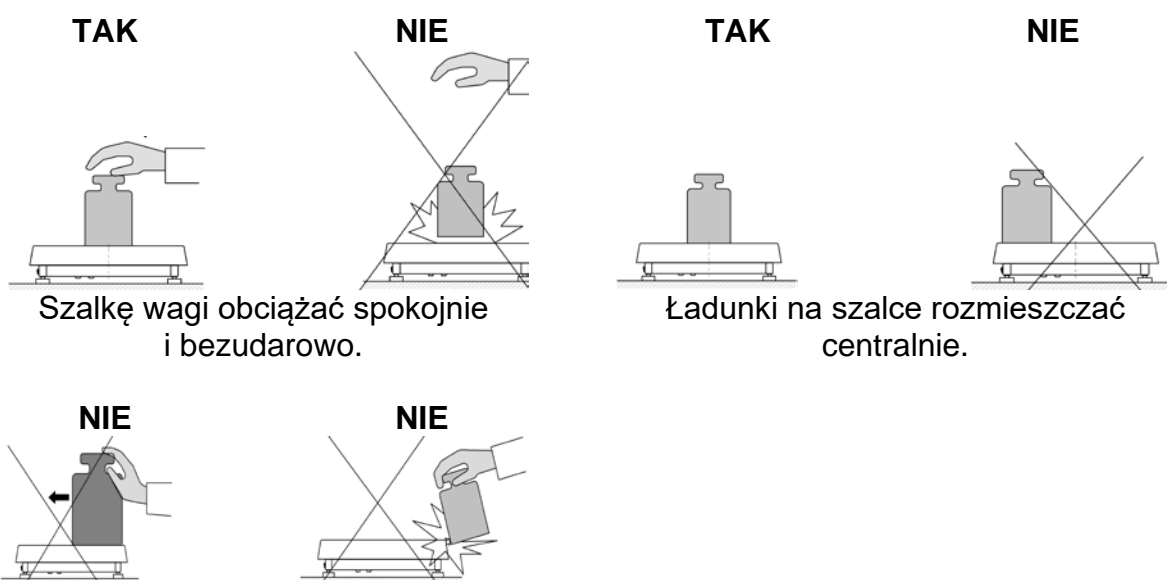 TAK
NIE
TAK
NIE
Szalkę wagi obciążać spokojnie
i bezudarowo.
Ładunki na szalce rozmieszczać
centralnie.
NIE
NIE